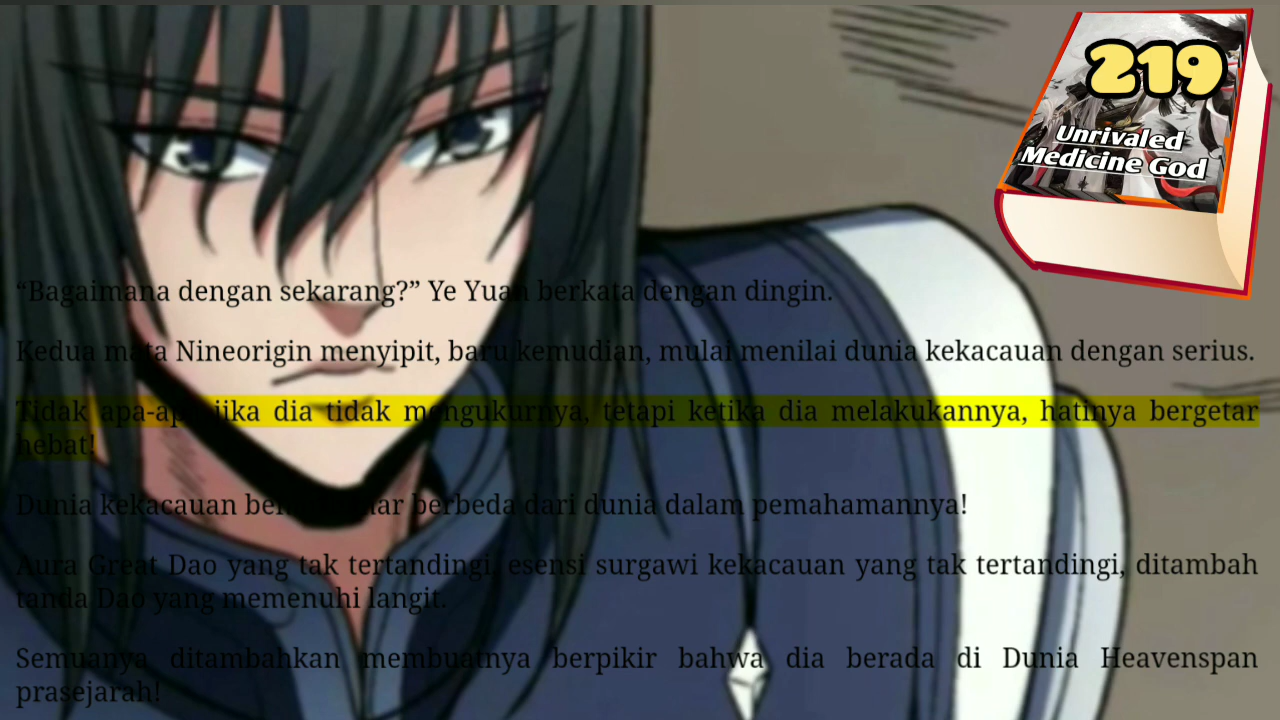 219
Unrivaled
Medicine God
“Bagaimana dengan sekarang?” Ye Yuan berkata dengan dingin.
Kedua mata Nineorigin menyipit, baru kemudian, mulai menilai dunia kekacauan dengan serius.
Tidak apa-apa jika dia tidak mengukurnya, tetapi ketika dia melakukannya, hatinya bergetar
hebat!
Dunia kekacauan benar-benar berbeda dari dunia dalam pemahamannya!
Aura Great Dao yang tak tertandingi, esensi surgawi kekacauan yang tak tertandingi, ditambah
tanda Dao yang memenuhi langit.
Semuanya ditambahkan membuatnya berpikir bahwa dia berada di Dunia Heavenspan
prasejarah!